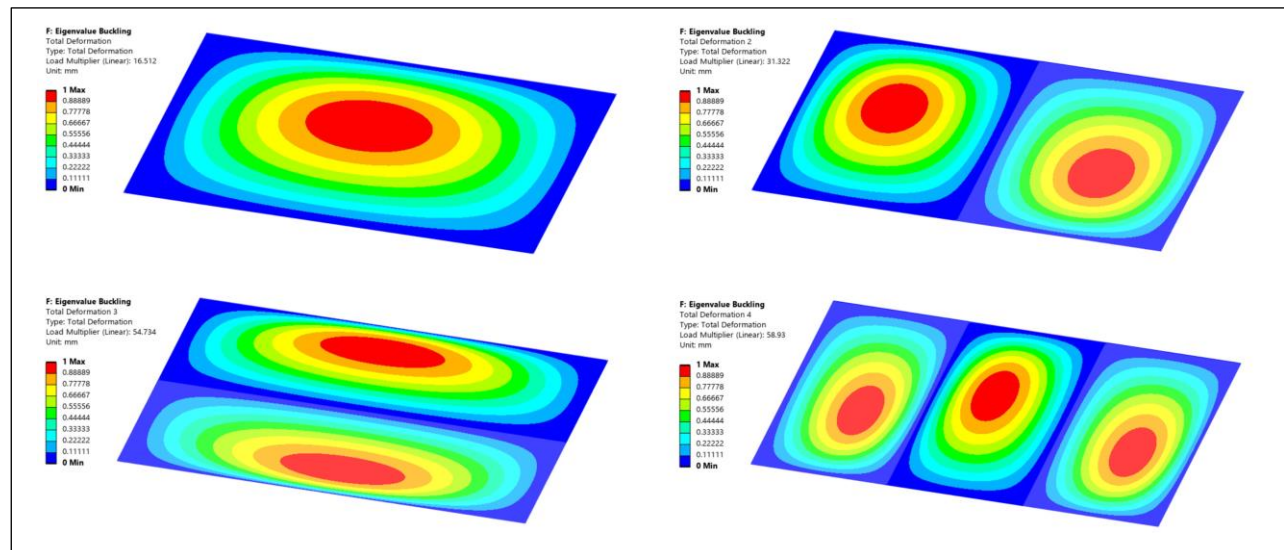 F: Eigenvalue Buckling
Total Deformation
Type: Total Deformation
Load Multiplier (Linear): 16.512
Unit: mm
1 Max
0.88889
0.77778
0.66667
0.55556
0.44444
0.33333
0.22222
0.11111
0 Min
F: Eigenvalue Buckling
Total Deformation 2
Type: Total Deformation
Load Multiplier (Linear): 31.322
Unit: mm
1 Max
0.88889
0.77778
0.66667
0.55556
0.44444
0.33333
0.22222
0.11111
0 Min
F: Eigenvalue Buckling
Total Deformation 3
Type: Total Deformation
Load Multiplier (Linear): 54.734
Unit: mm
1 Max
0.88889
0.77778
0.66667
0.55556
0.44444
0.33333
0.22222
0.11111
0 Min
F: Eigenvalue Buckling
Total Deformation 4
Type: Total Deformation
Load Multiplier (Linear): 58.93
Unit: mm
1 Max
0.88889
0.77778
0.66667
0.55556
0.44444
0.33333
0.22222
0.11111
0 Min